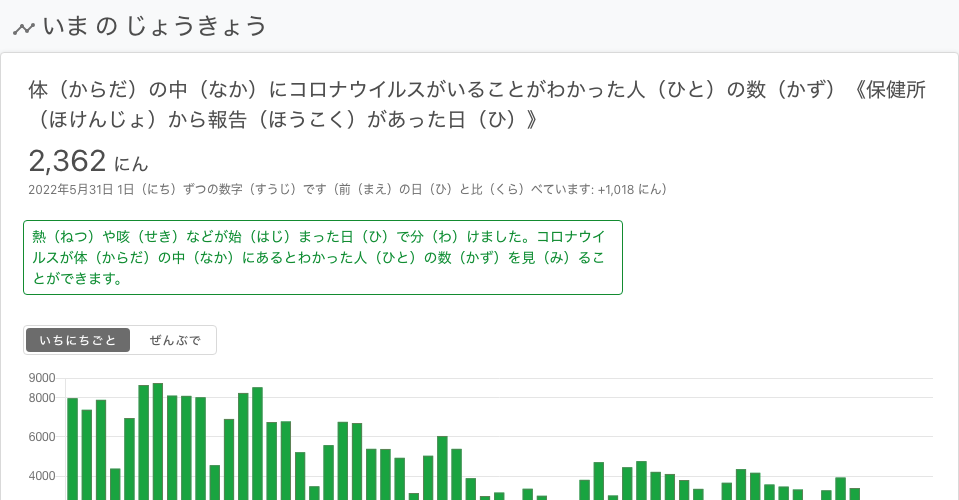 いま の じょうきょう
体（からだ）の中（なか）にコロナウイルスがいることがわかった人（ひと）の数（かず）《保健所
（ほけんじょ）から報告（ほうこく）があった日（ひ）》
2,362 にん
2022年5月31日 1日（にち）ずつの数字（すうじ）です（前（まえ）の日（ひ）と比（くら）べています: +1,018 にん）
熱（ねつ）や咳（せき）などが始（はじ）まった日（ひ）で分（わ）けました。コロナウイ
ルスが体（からだ）の中（なか）にあるとわかった人（ひと）の数（かず）を見（み）るこ
とができます。
いちにちごと ぜんぶで
9000
8000
6000
4000